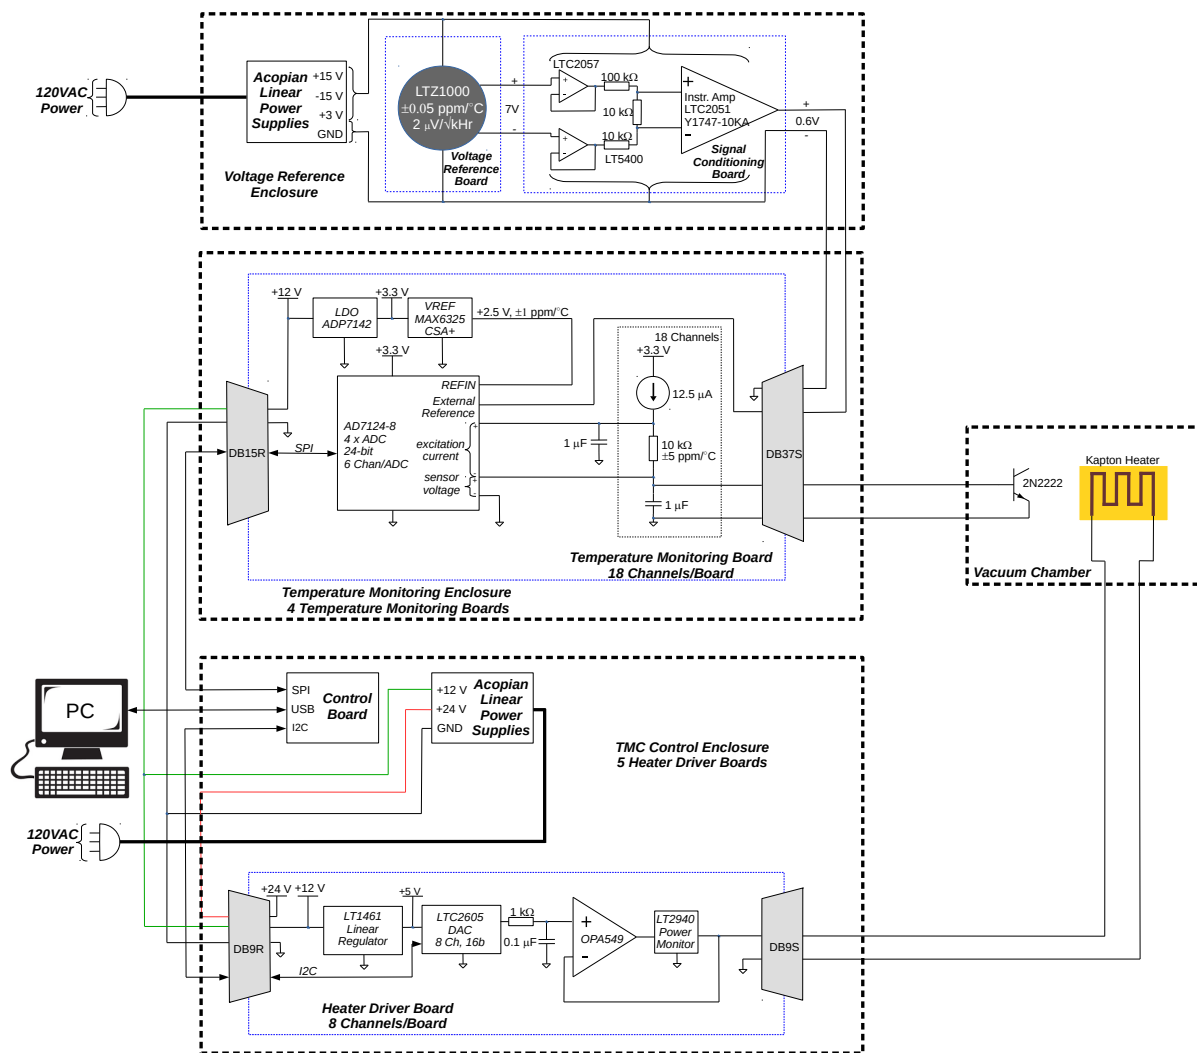 120VAC
Power
Acopian
Linear
Power
Supplies
+15 V
-15 V
+3 V
GND
Voltage Reference
Enclosure
LTZ1000
±0.05 ppm/°C
2 μV/√kHr
Voltage
Reference
Board
+
7V
-
LTC2057
+
-
+
-
100 kΩ
10 kΩ
10 kΩ
LT5400
+
Instr. Amp
LTC2051
Y1747-10KA
-
Signal
Conditioning
Board
+
0.6V
-
+12 V
LDO
ADP7142
+3.3 V
VREF
MAX6325
CSA+
+2.5 V, ±1 ppm/°C
+3.3 V
REFIN
External
Reference
AD7124-8
4 x ADC
24-bit
6 Chan/ADC
+
excitation
current
-
+
sensor
voltage
-
DB15R
SPI
18 Channels
+3.3 V
12.5 μA
1 μF
10 kΩ
±5 ppm/°C
1 μF
DB37S
Temperature Monitoring Board
18 Channels/Board
Temperature Monitoring Enclosure
4 Temperature Monitoring Boards
2N2222
Kapton Heater
Vacuum Chamber
PC
SPI
USB
I2C
Control
Board
+12 V
+24 V
GND
Acopian
Linear
Power
Supplies
TMC Control Enclosure
5 Heater Driver Boards
120VAC
Power
DB9R
+24 V
+12 V
LT1461
Linear
Regulator
+5 V
LTC2605
DAC
8 Ch, 16b
I2C
1 kΩ
0.1 μF
+
OPA549
-
LT2940
Power
Monitor
DB9S
Heater Driver Board
8 Channels/Board